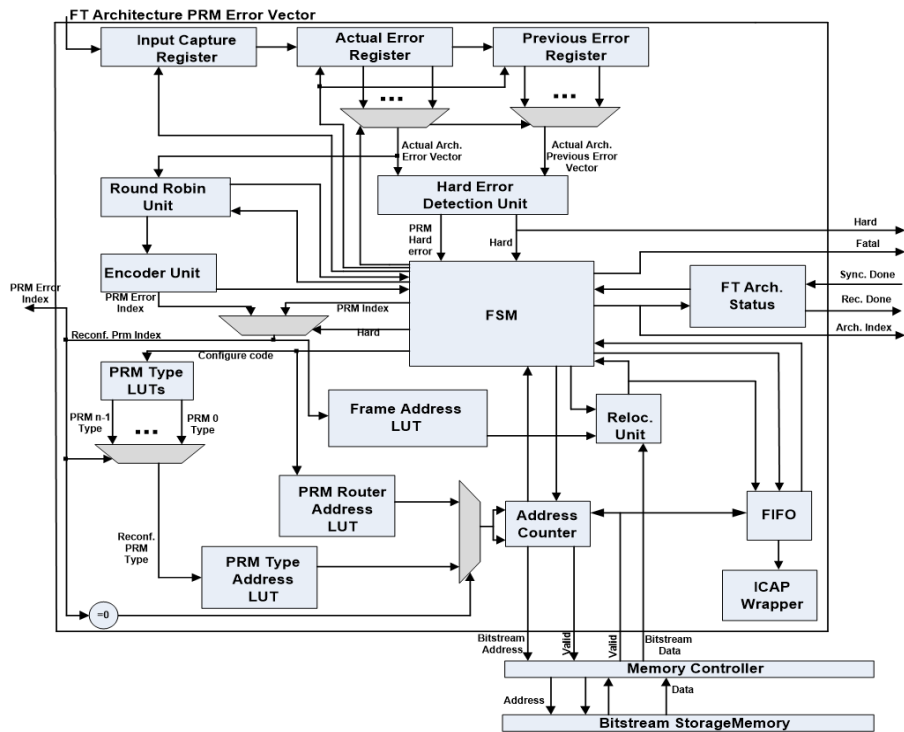 FT Architecture PRM Error Vector
Input Capture
Register
Actual Error
Register
Previous Error
Register
Actual Arch.
Error Vector
Actual Arch.
Previous Error
Vector
Round Robin
Unit
Hard Error
Detection Unit
PRM
Hard
error
Hard
Hard
Fatal
Encoder Unit
FSM
FT Arch.
Status
Sync. Done
Rec. Done
Arch. Index
PRM Error
Index
PRM Error
Index
PRM Index
Hard
Reconf. Prm Index
Configure code
PRM Type
LUTs
PRM n-1
Type
PRM 0
Type
Frame Address
LUT
Reloc.
Unit
PRM Router
Address
LUT
Address
Counter
FIFO
Reconf.
PRM
Type
PRM Type
Address
LUT
ICAP
Wrapper
=0
Bitstream
Address
Valid
Valid
Bitstream
Data
Memory Controller
Address
Data
Bitstream StorageMemory